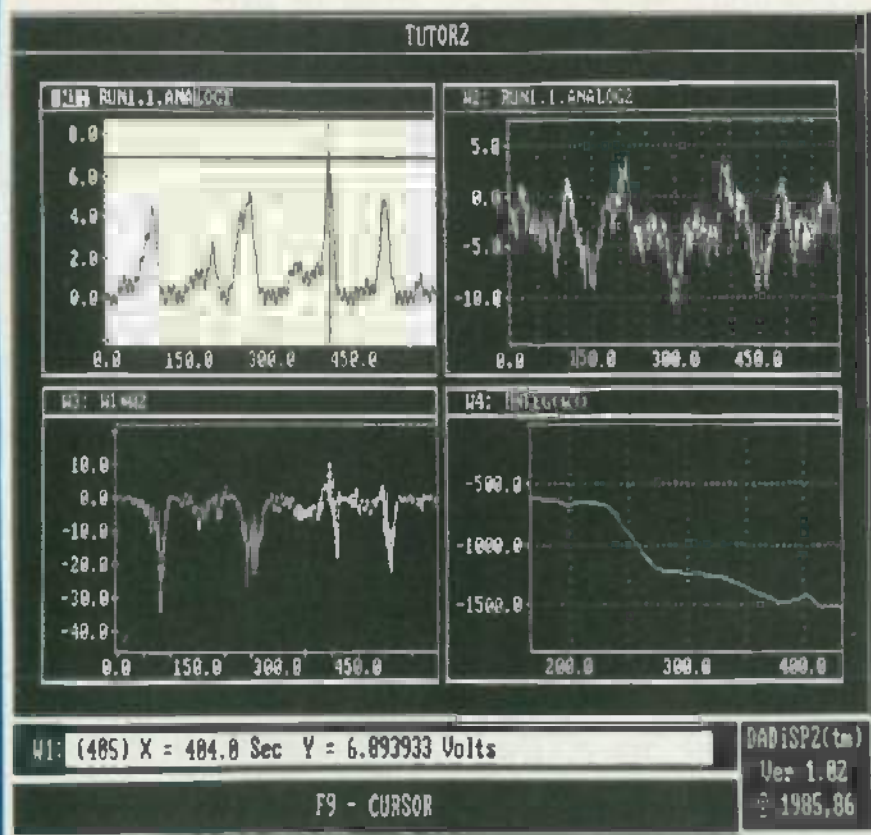 TUTOR2
W1: RUN1.1.ANALOG1
8.0
6.0
4.0
2.0
0.0
0.0 150.0 300.0 450.0
W2: RUN1.1.ANALOG2
5.0
0.0
-5.0
-10.0
0.0 150.0 300.0 450.0
W3: W1*W2
10.0
0.0
-10.0
-20.0
-30.0
-40.0
0.0 150.0 300.0 450.0
W4: INTEG(W3)
-500.0
-1000.0
-1500.0
200.0 300.0 400.0
W1: (405) X = 404.0 Sec Y = 6.893933 Volts
F9 - CURSOR
DADiSP2(tm)
Ver 1.02
© 1985,86